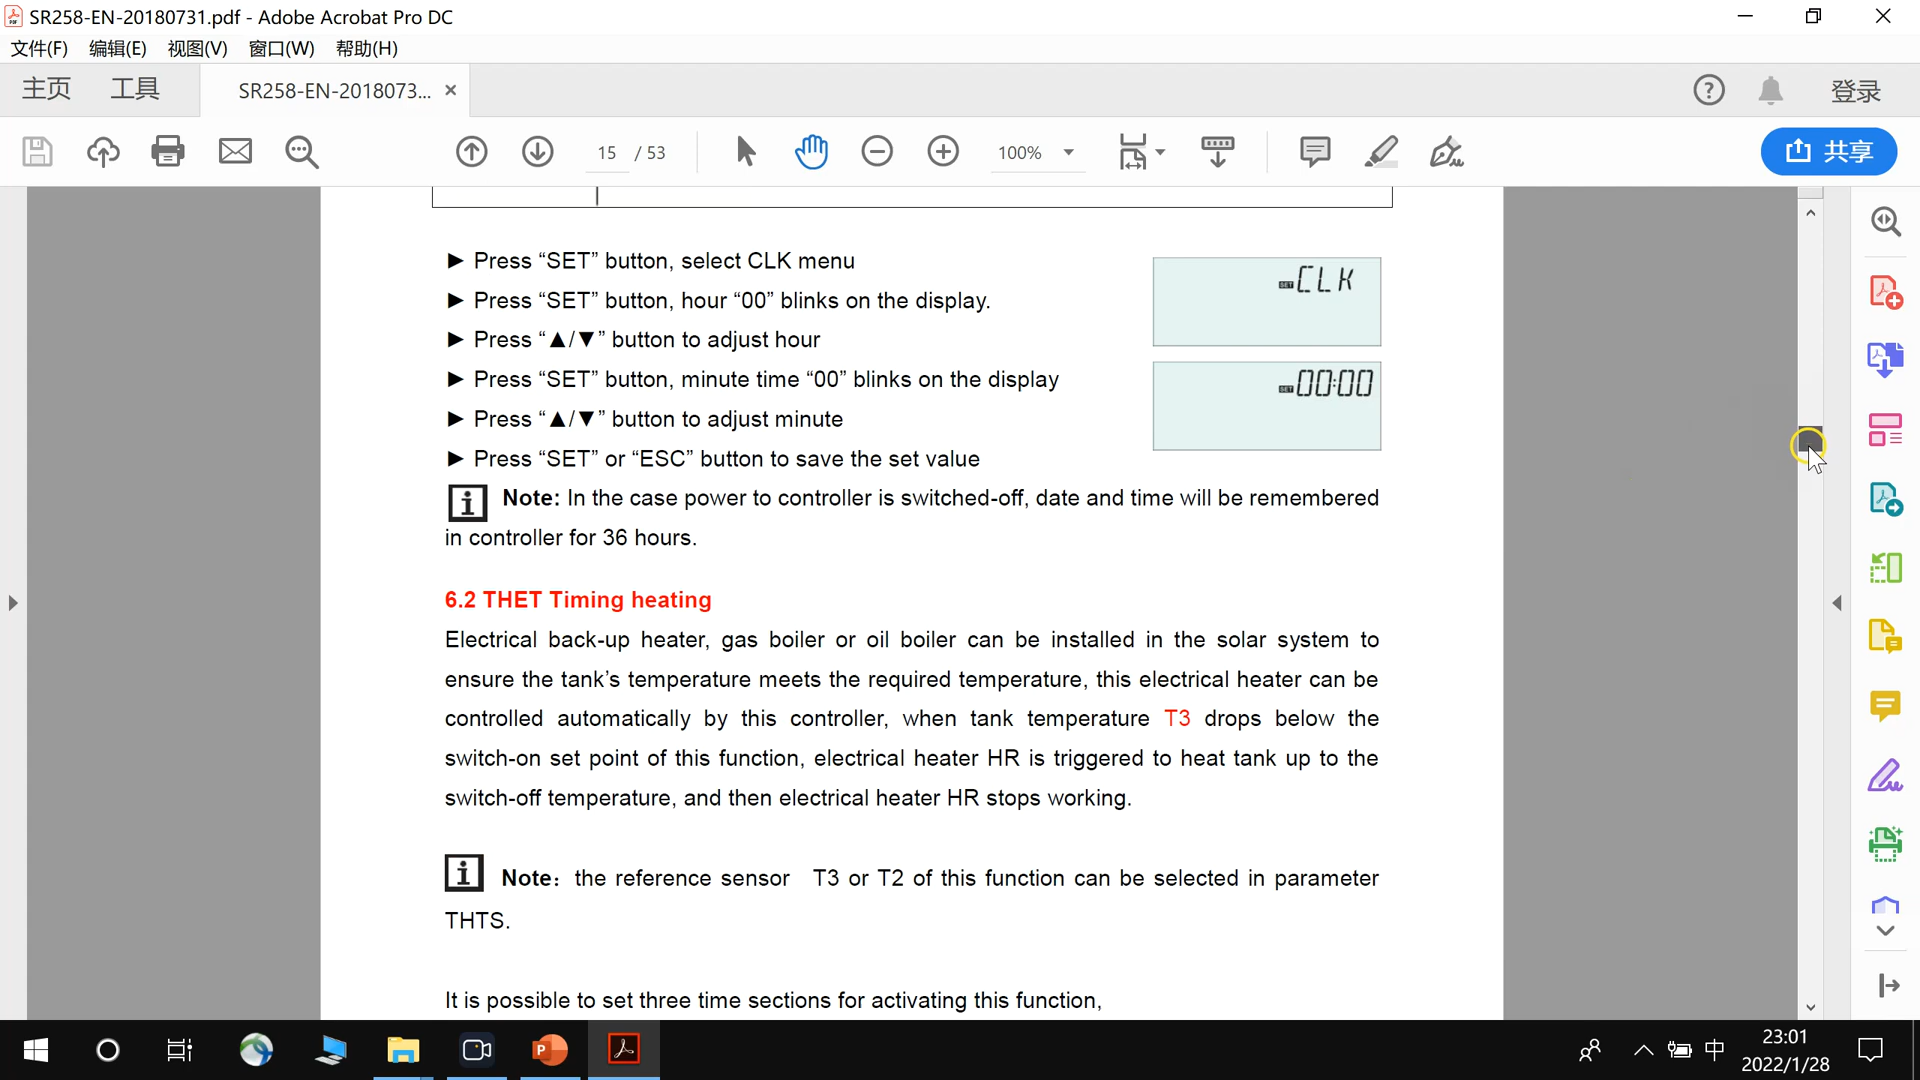 SR258-EN-20180731.pdf - Adobe Acrobat Pro DC
文件(F) 编辑(E) 视图(V) 窗口(W) 帮助(H)
主页 工具 SR258-EN-2018073... × 登录
15 / 53 100% 共享
► Press “SET” button, select CLK menu
SET CLK
► Press “SET” button, hour “00” blinks on the display.
► Press “▲/▼” button to adjust hour
► Press “SET” button, minute time “00” blinks on the display
SET 00:00
► Press “▲/▼” button to adjust minute
► Press “SET” or “ESC” button to save the set value
Note: In the case power to controller is switched-off, date and time will be remembered
in controller for 36 hours.
6.2 THET Timing heating
Electrical back-up heater, gas boiler or oil boiler can be installed in the solar system to
ensure the tank’s temperature meets the required temperature, this electrical heater can be
controlled automatically by this controller, when tank temperature T3 drops below the
switch-on set point of this function, electrical heater HR is triggered to heat tank up to the
switch-off temperature, and then electrical heater HR stops working.
Note： the reference sensor T3 or T2 of this function can be selected in parameter
THTS.
It is possible to set three time sections for activating this function,
中 23:01
2022/1/28